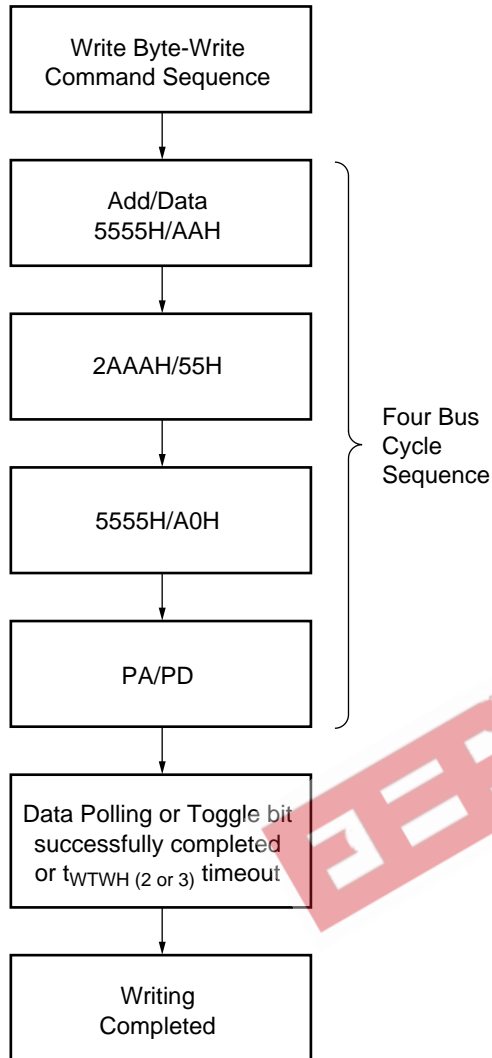 Write Byte-Write
Command Sequence
Add/Data
5555H/AAH
2AAAH/55H
5555H/A0H
PA/PD
Four Bus
Cycle
Sequence
Data Polling or Toggle bit
successfully completed
or tWTWH (2 or 3) timeout
Writing
Completed